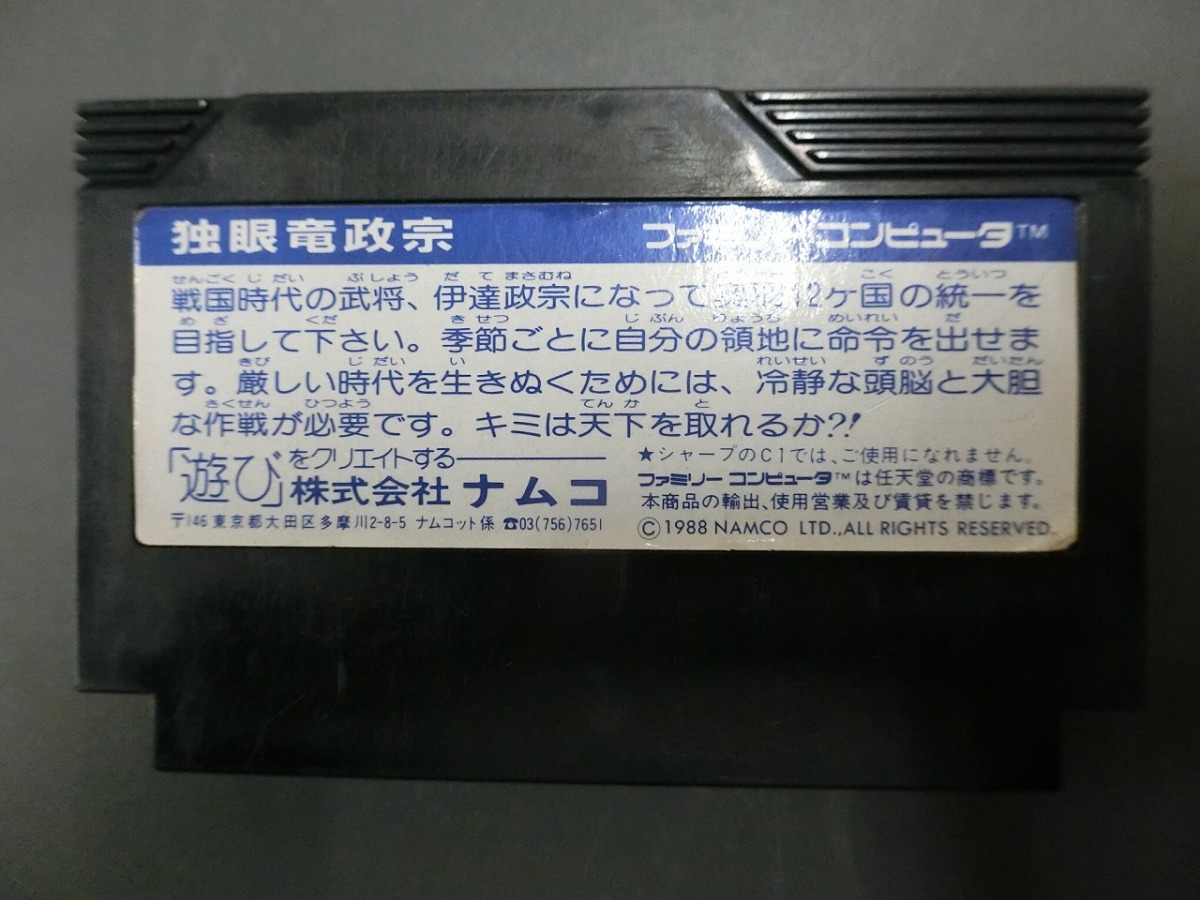 独眼竜政宗 ファミリー コンピュータ™
せんごくじだい ぶしょう だてまさむね こく とういつ
戦国時代の武将、伊達政宗になって 12ケ国の統一を
めざ くだ きせつ じぶん りょうち めいれい だ
目指して下さい。季節ごとに自分の領地に命令を出せま
きび じだい い れいせい ずのう だいたん
す。厳しい時代を生きぬくためには、冷静な頭脳と大胆
さくせん ひつよう てんか と
な作戦が必要です。キミは天下を取れるか?!
「遊び」をクリエイトする
株式会社 ナムコ
〒146 東京都大田区多摩川2-8-5 ナムコット係 ☎03(756)7651
★シャープのC1では、ご使用になれません。
ファミリー コンピュータ™は任天堂の商標です。
本商品の輸出、使用営業及び賃貸を禁じます。
©1988 NAMCO LTD.,ALL RIGHTS RESERVED.